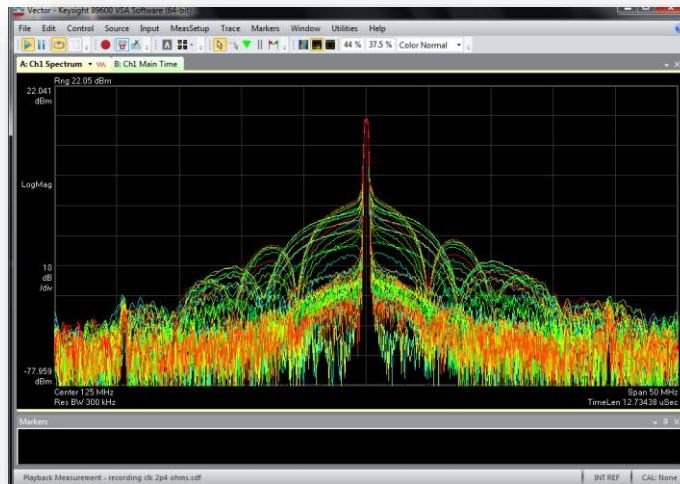 Vector - Keysight 89600 VSA Software (64-bit)
File Edit Control Source Input MeasSetup Trace Markers Window Utilities Help
A 44 % 37.5 % Color Normal
A: Ch1 Spectrum B: Ch1 Main Time
Rng 22.05 dBm
22.041
dBm
LogMag
10
dB
/div
-77.959
dBm
Center 125 MHz Span 50 MHz
Res BW 300 kHz TimeLen 12.73438 uSec
Markers
Playback Measurement - recording clk 2p4 ohms.sdf INT REF CAL: None